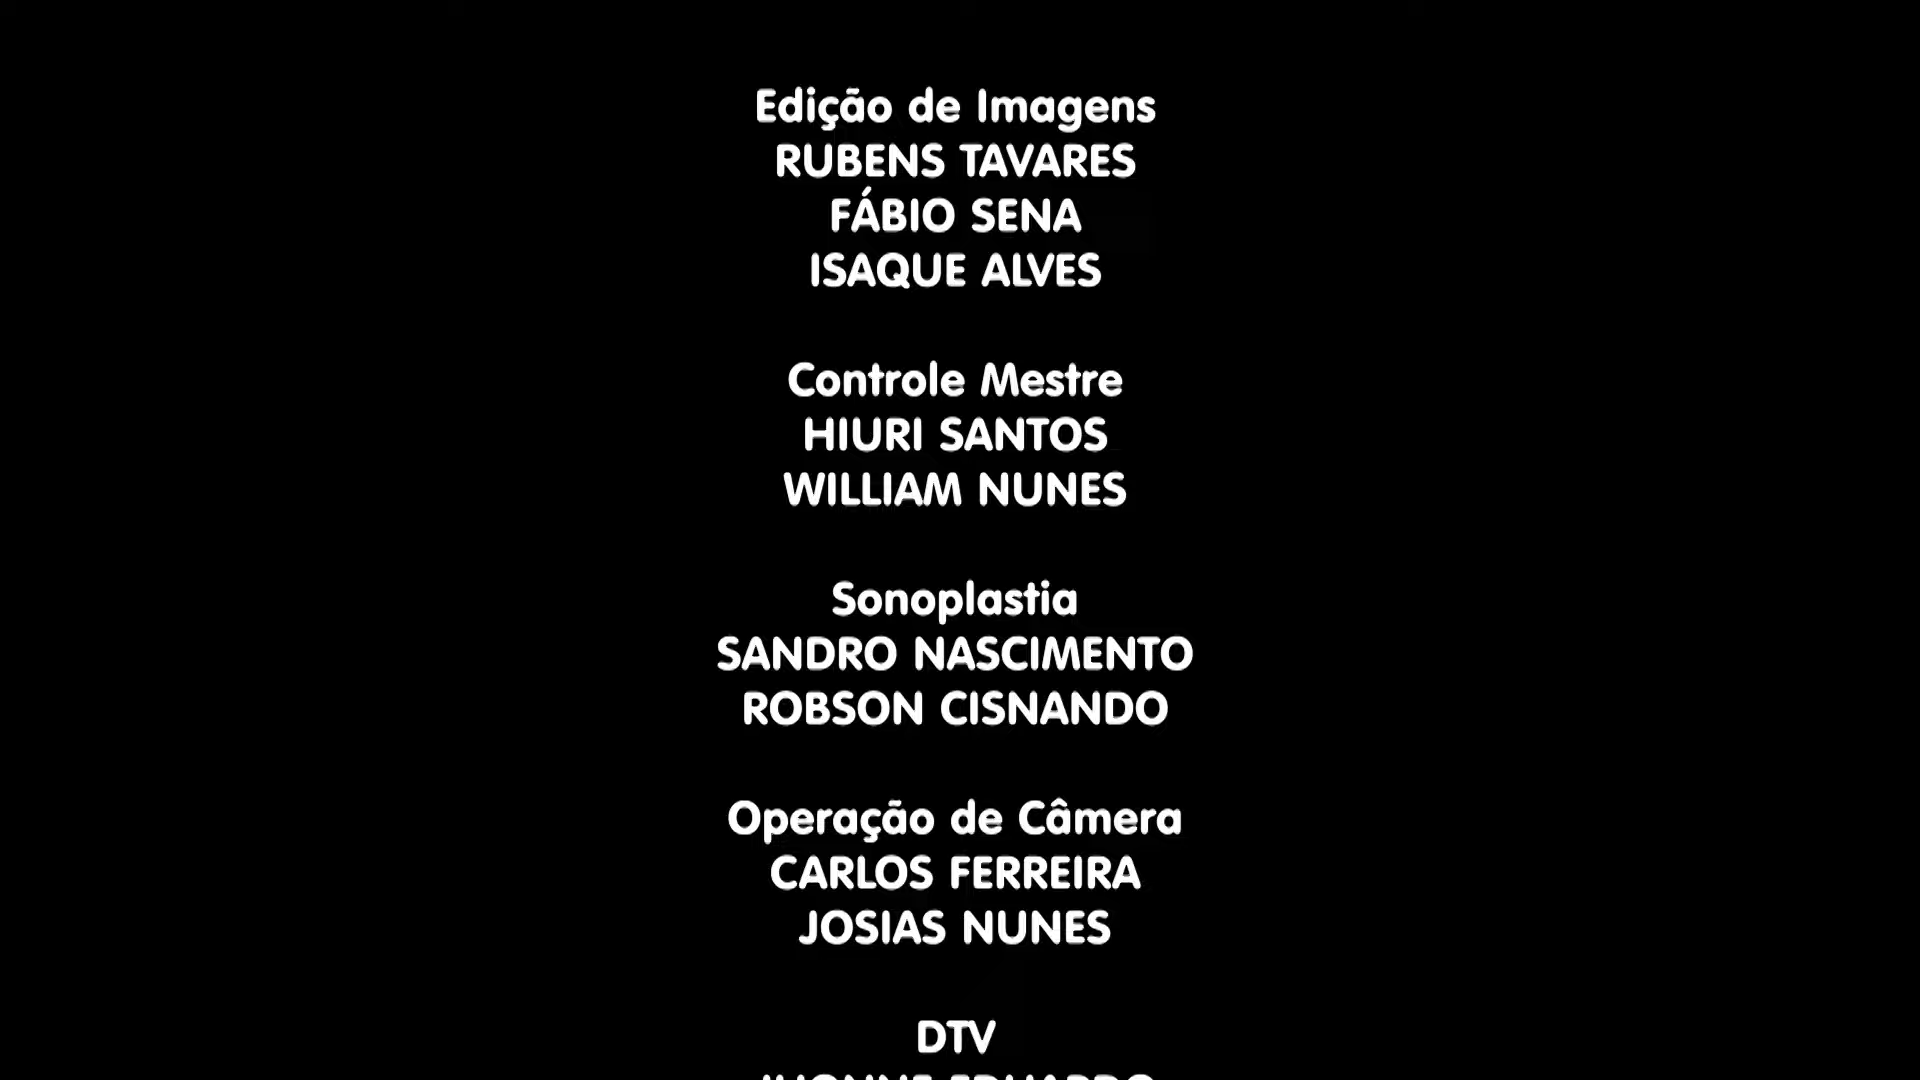 Edição de Imagens
RUBENS TAVARES
FÁBIO SENA
ISAQUE ALVES
Controle Mestre
HIURI SANTOS
WILLIAM NUNES
Sonoplastia
SANDRO NASCIMENTO
ROBSON CISNANDO
Operação de Câmera
CARLOS FERREIRA
JOSIAS NUNES
DTV